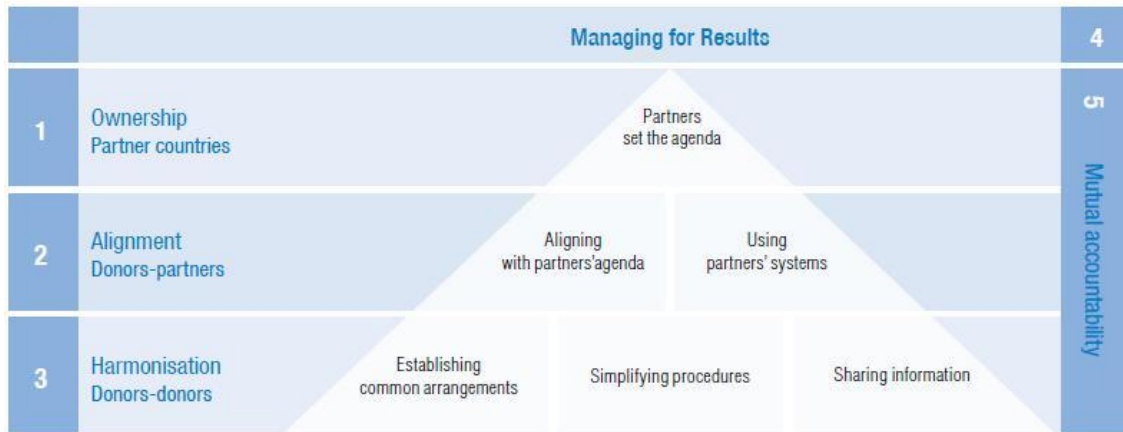 Managing for Results
4
1
Ownership
Partner countries
Partners
set the agenda
5
Mutual accountability
2
Alignment
Donors-partners
Aligning
with partners'agenda
Using
partners' systems
3
Harmonisation
Donors-donors
Establishing
common arrangements
Simplifying procedures
Sharing information